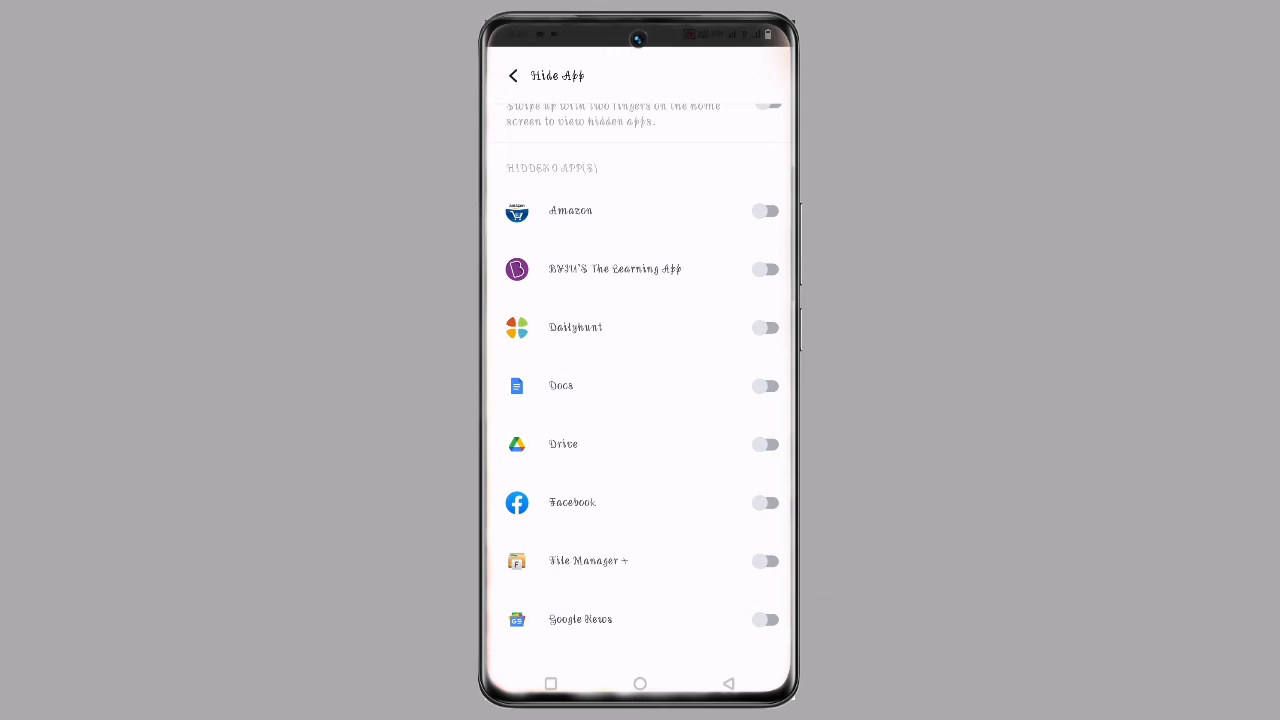 Hide App
Swipe up with two fingers on the home
screen to view hidden apps.
HIDDEN 0 APP(S)
Amazon
BYJU'S The Learning App
Dailyhunt
Docs
Drive
Facebook
File Manager +
Google News